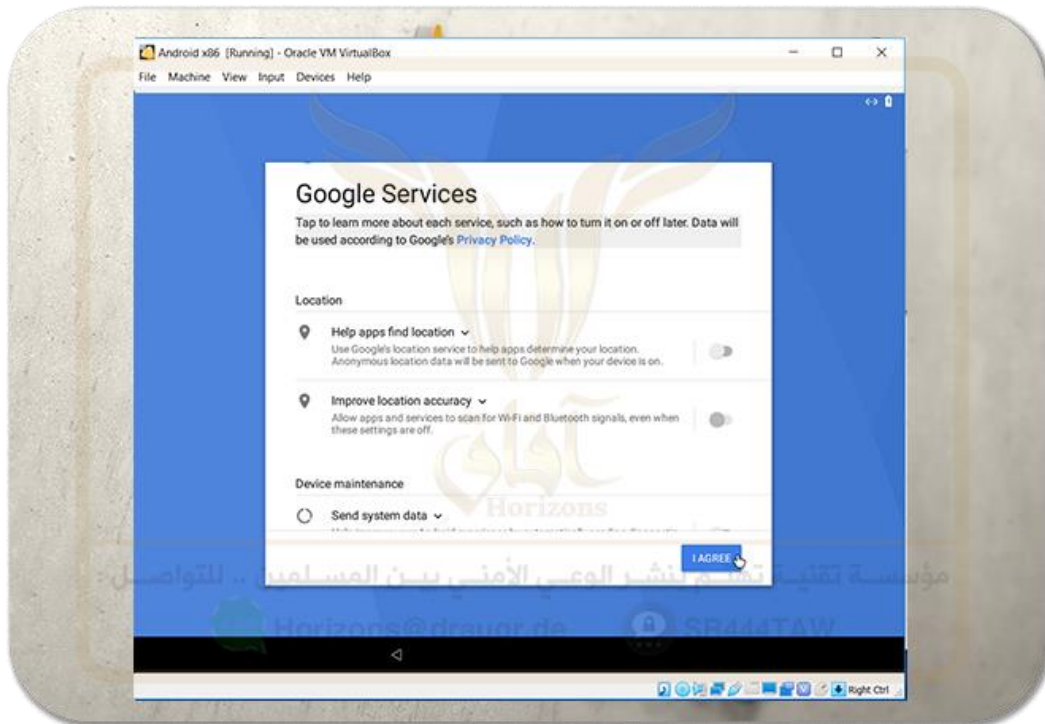 Android x86 [Running] - Oracle VM VirtualBox
File Machine View Input Devices Help
Google Services
Tap to learn more about each service, such as how to turn it on or off later. Data will
be used according to Google's Privacy Policy.
Location
Help apps find location
Use Google's location service to help apps determine your location.
Anonymous location data will be sent to Google when your device is on.
Improve location accuracy
Allow apps and services to scan for Wi-Fi and Bluetooth signals, even when
these settings are off.
آفاق
Device maintenance
Horizons
Send system data
I AGREE
مؤسسة تقنية تهتم بنشر الوعي الأمني بين المسلمين .. للتواصل:
Horizons@draugr.de
SR444TAW
Right Ctrl